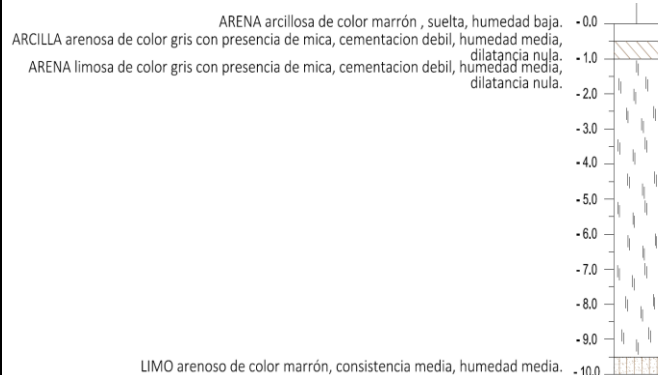 ARENA arcillosa de color marrón , suelta, humedad baja.
ARCILLA arenosa de color gris con presencia de mica, cementacion debil, humedad media,
dilatancia nula.
ARENA limosa de color gris con presencia de mica, cementacion debil, humedad media,
dilatancia nula.
LIMO arenoso de color marrón, consistencia media, humedad media.
- 0.0
- 1.0
- 2.0
- 3.0
- 4.0
- 5.0
- 6.0
- 7.0
- 8.0
- 9.0
- 10.0